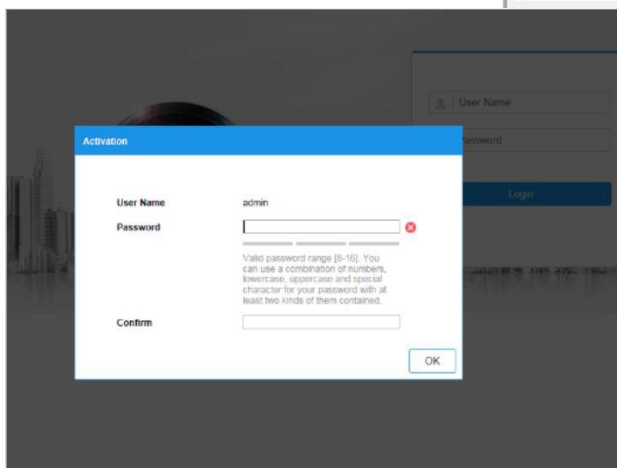 User Name
Password
Login
Activation
User Name admin
Password
Valid password range [8-16]. You
can use a combination of numbers,
lowercase, uppercase and special
character for your password with at
least two kinds of them contained.
Confirm
OK